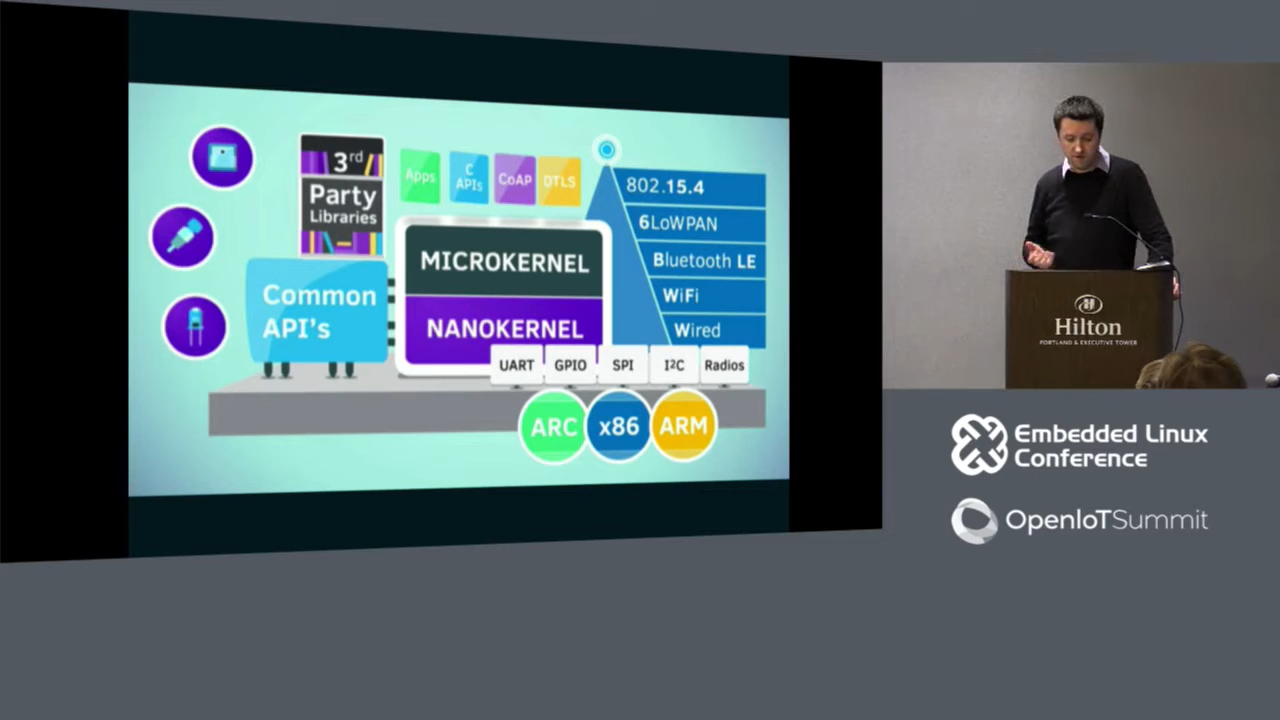 3rd
Party
Libraries
Apps
C
APIs
CoAP
DTLS
802.15.4
6LoWPAN
Bluetooth LE
WiFi
Wired
MICROKERNEL
NANOKERNEL
Common
API's
UART
GPIO
SPI
I²C
Radios
ARC
x86
ARM
Hilton
PORTLAND & EXECUTIVE TOWER
Embedded Linux
Conference
OpenIoTSummit